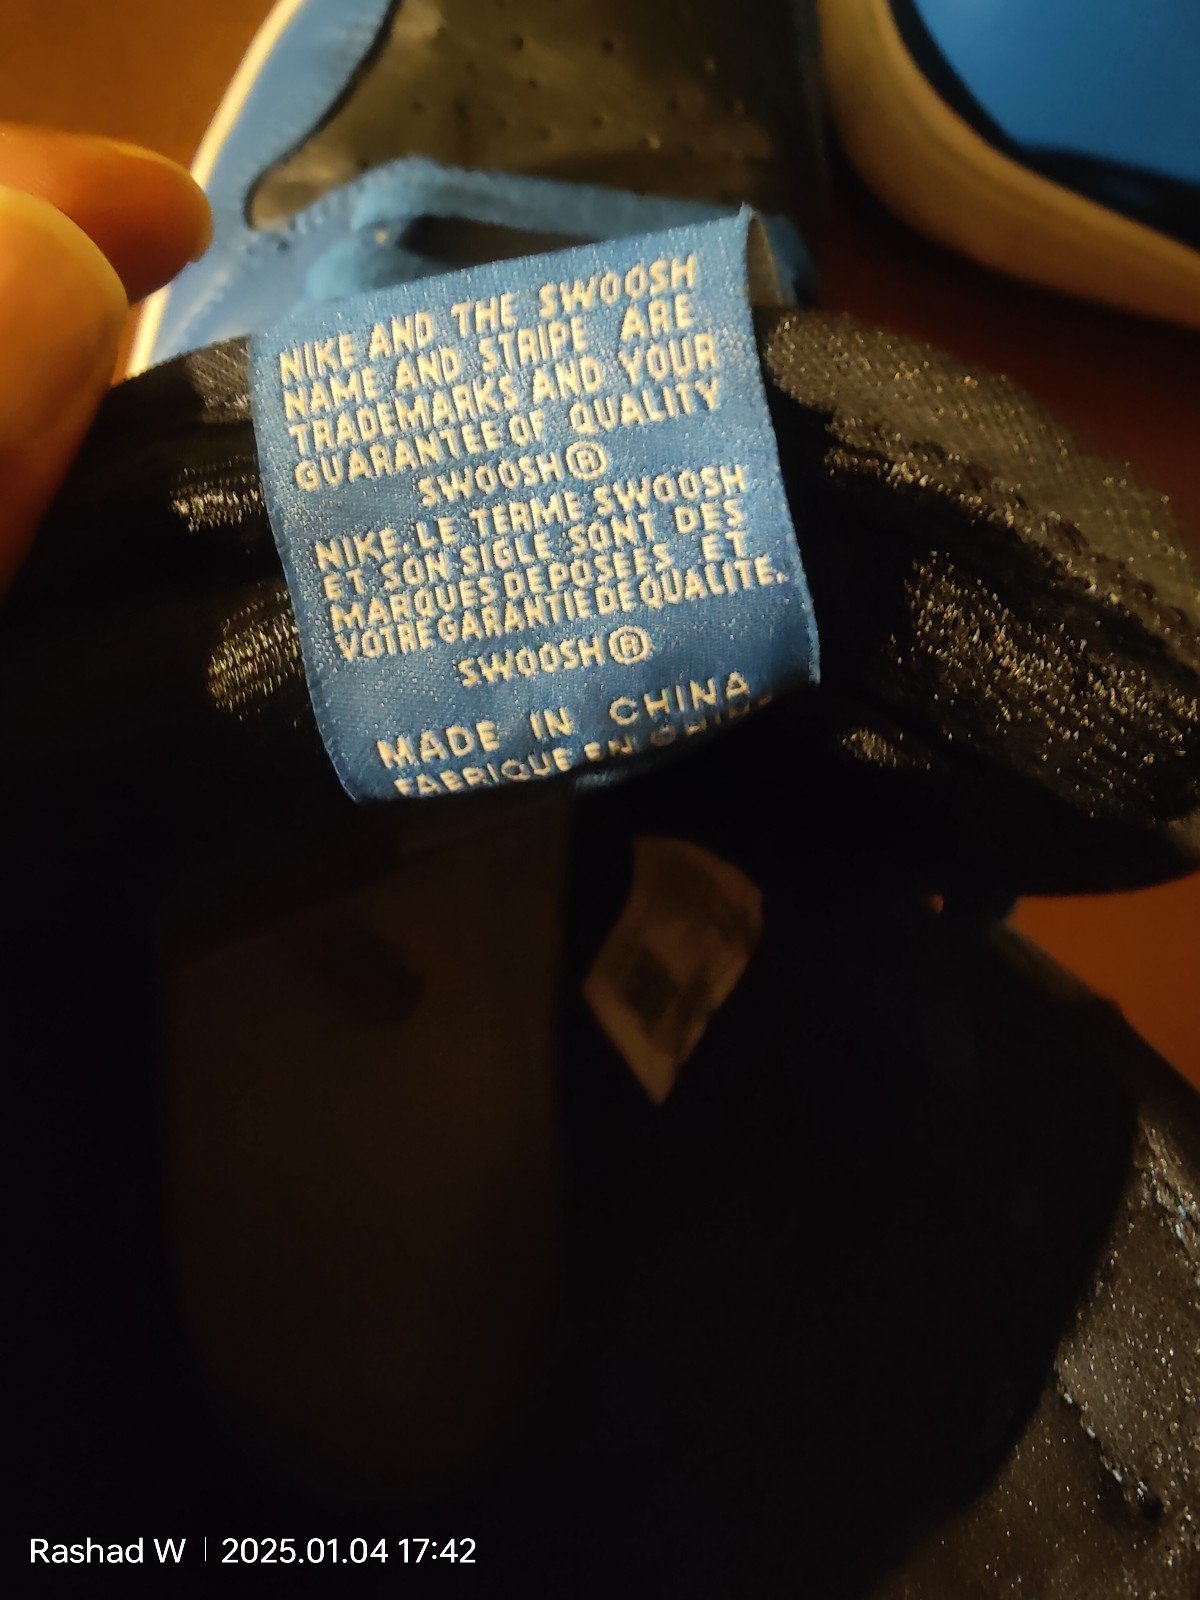 NIKE AND THE SWOOSH
NAME AND STRIPE ARE
TRADEMARKS AND YOUR
GUARANTEE OF QUALITY
SWOOSH®
NIKE. LE TERME SWOOSH
ET SON SIGLE SONT DES
MARQUES DEPOSEES ET
VOTRE GARANTIE DE QUALITE.
SWOOSH®
MADE IN CHINA
FABRIQUE EN CHINE
Rashad W | 2025.01.04 17:42